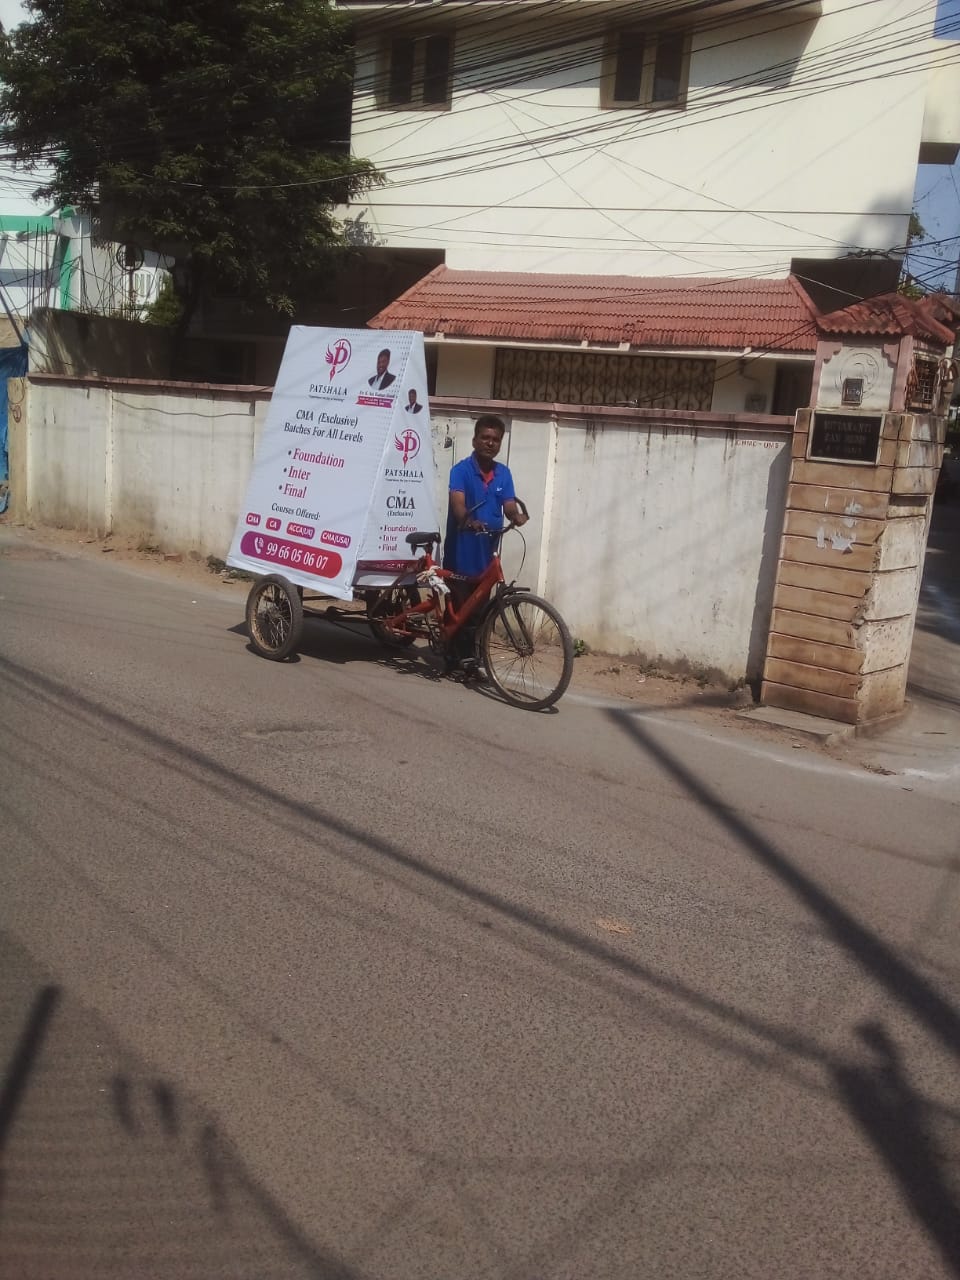 PATSHALA
CMA (Exclusive)
Batches For All Levels
• Foundation
• Inter
• Final
Courses Offered:
CMA CA ACCA(UK) CMA(USA)
99 66 05 06 07
PATSHALA
For
CMA
(Exclusive)
• Foundation
• Inter
• Final